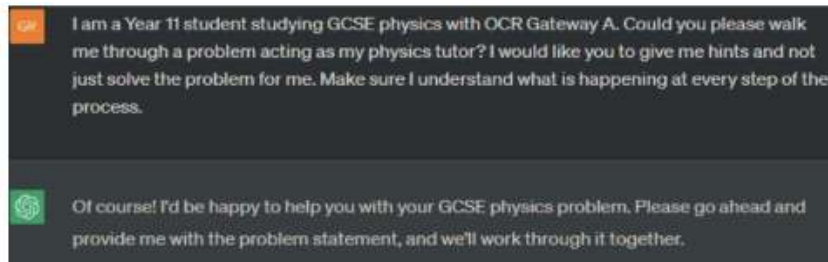 GR
I am a Year 11 student studying GCSE physics with OCR Gateway A. Could you please walk
me through a problem acting as my physics tutor? I would like you to give me hints and not
just solve the problem for me. Make sure I understand what is happening at every step of the
process.
Of course! I'd be happy to help you with your GCSE physics problem. Please go ahead and
provide me with the problem statement, and we'll work through it together.